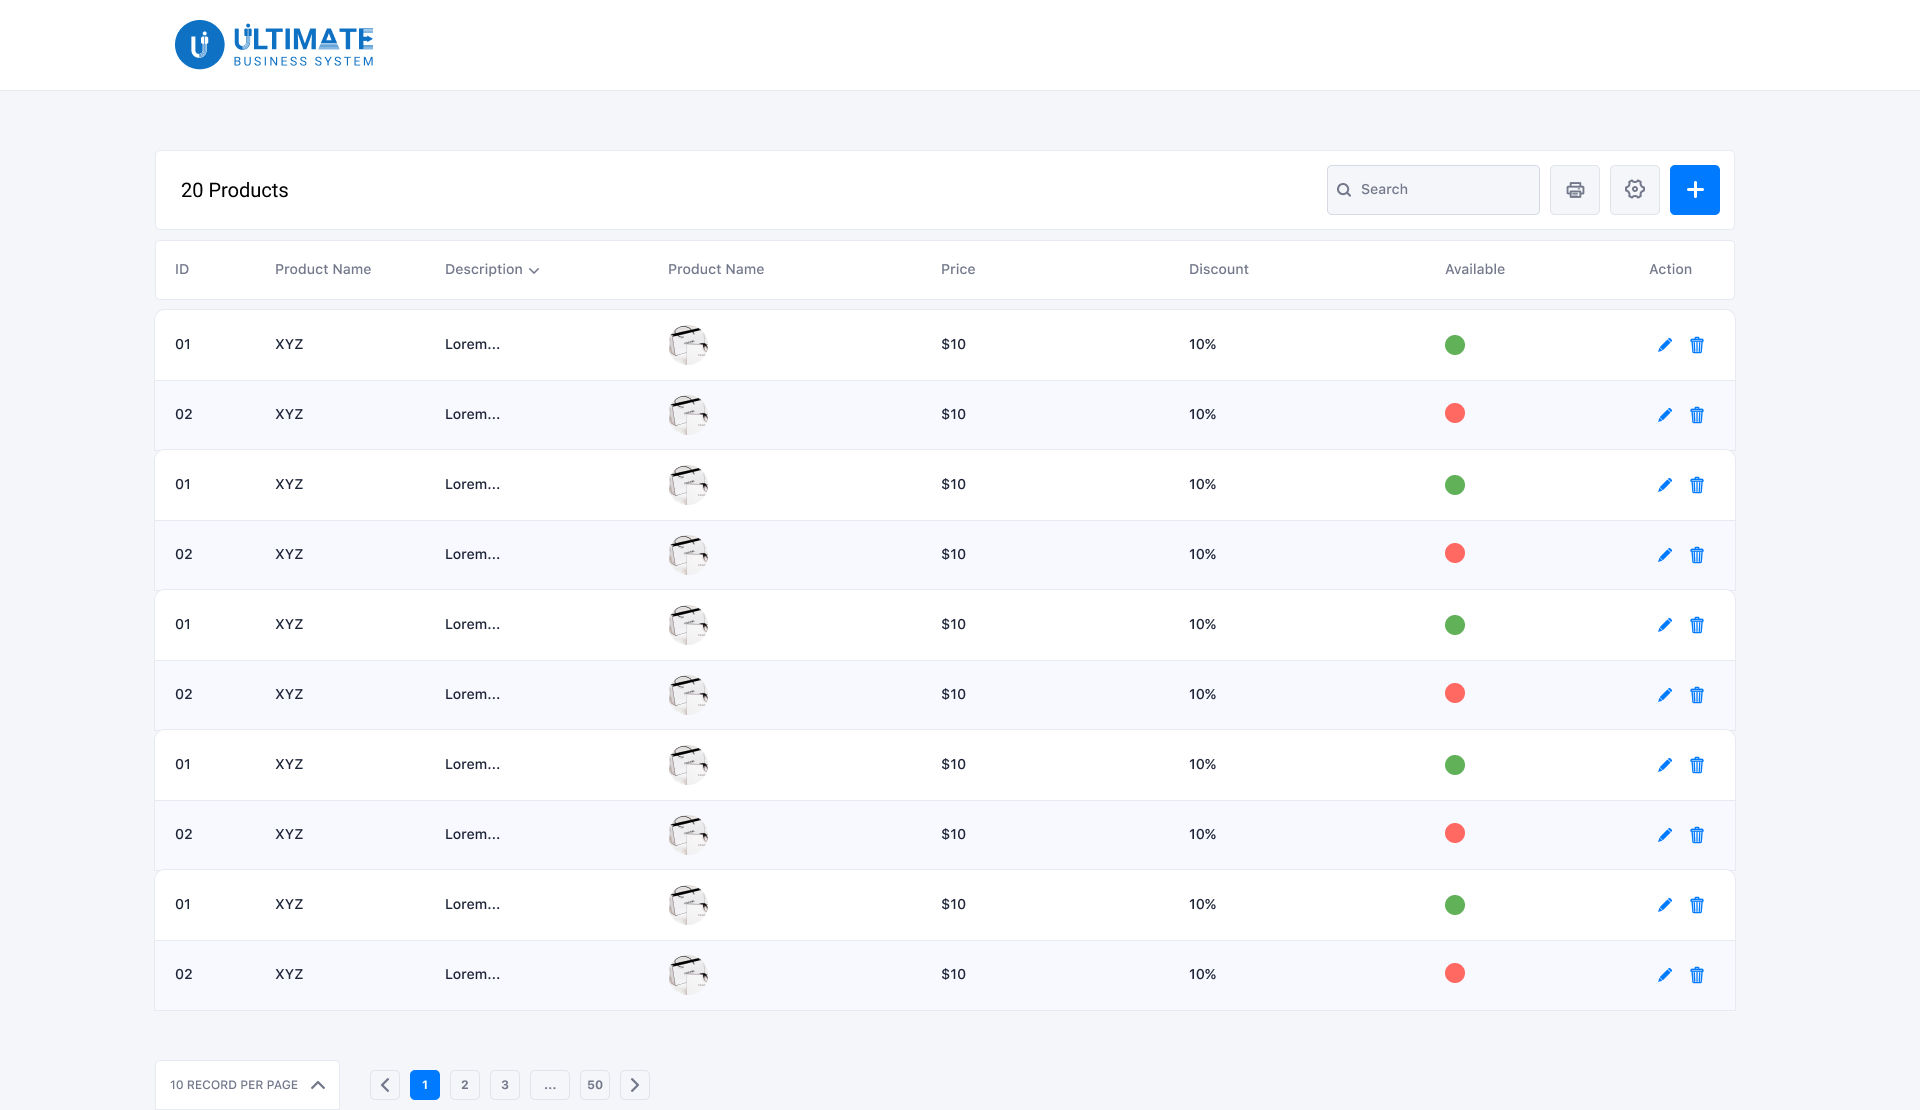 ULTIMATE
BUSINESS SYSTEM
20 Products
Search
ID Product Name Description Product Name Price Discount Available Action
01 XYZ Lorem... $10 10%
02 XYZ Lorem... $10 10%
01 XYZ Lorem... $10 10%
02 XYZ Lorem... $10 10%
01 XYZ Lorem... $10 10%
02 XYZ Lorem... $10 10%
01 XYZ Lorem... $10 10%
02 XYZ Lorem... $10 10%
01 XYZ Lorem... $10 10%
02 XYZ Lorem... $10 10%
10 RECORD PER PAGE 1 2 3 ... 50